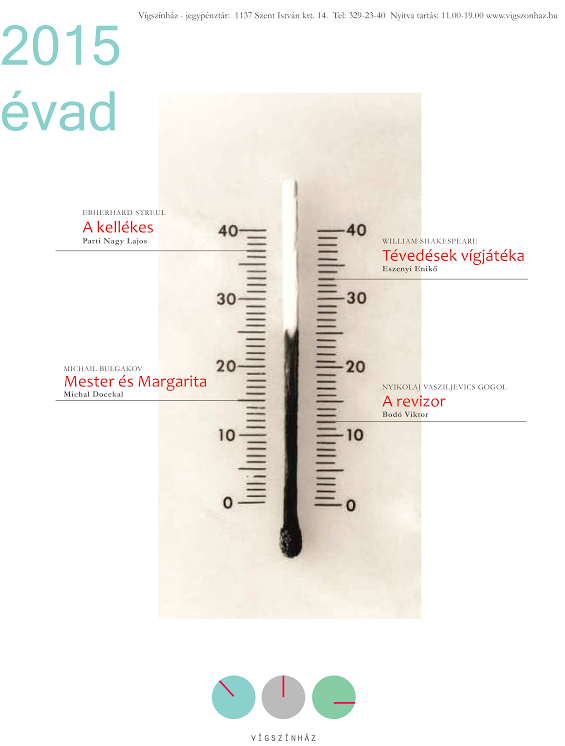 Vígszínház - jegypénztár: 1137 Szent István krt. 14. Tel: 329-23-40 Nyitva tartás: 11.00-19.00 www.vigszonhaz.hu
2015
évad
EBHERHARD STREUL
A kellékes
Parti Nagy Lajos
WILLIAM SHAKESPEARE
Tévedések vígjátéka
Eszenyi Enikő
MICHAIL BULGAKOV
Mester és Margarita
Michal Docekal
NYIKOLAJ VASZILJEVICS GOGOL
A revizor
Bodó Viktor
40 40
30 30
20 20
10 10
0 0
VÍGSZÍNHÁZ